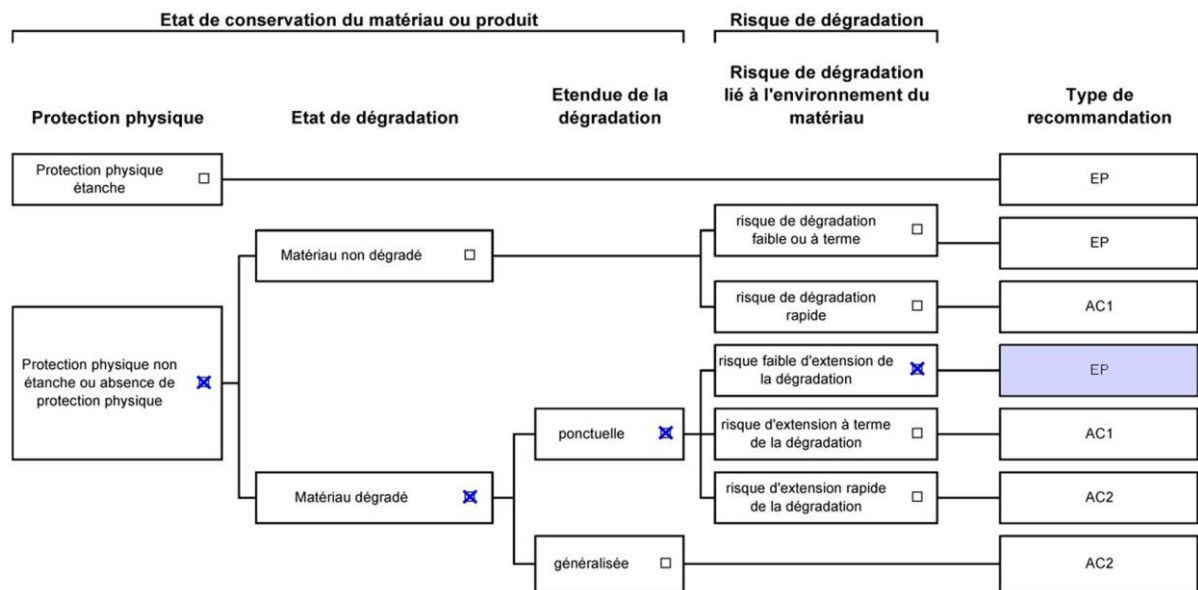 Etat de conservation du matériau ou produit
Risque de dégradation
Protection physique
Etat de dégradation
Etendue de la
dégradation
Risque de dégradation
lié à l'environnement du
matériau
Type de
recommandation
Protection physique
étanche
EP
risque de dégradation
faible ou à terme
EP
Matériau non dégradé
risque de dégradation
rapide
AC1
Protection physique non
étanche ou absence de
protection physique
risque faible d'extension de
la dégradation
EP
ponctuelle
risque d'extension à terme
de la dégradation
AC1
Matériau dégradé
risque d'extension rapide
de la dégradation
AC2
généralisée
AC2